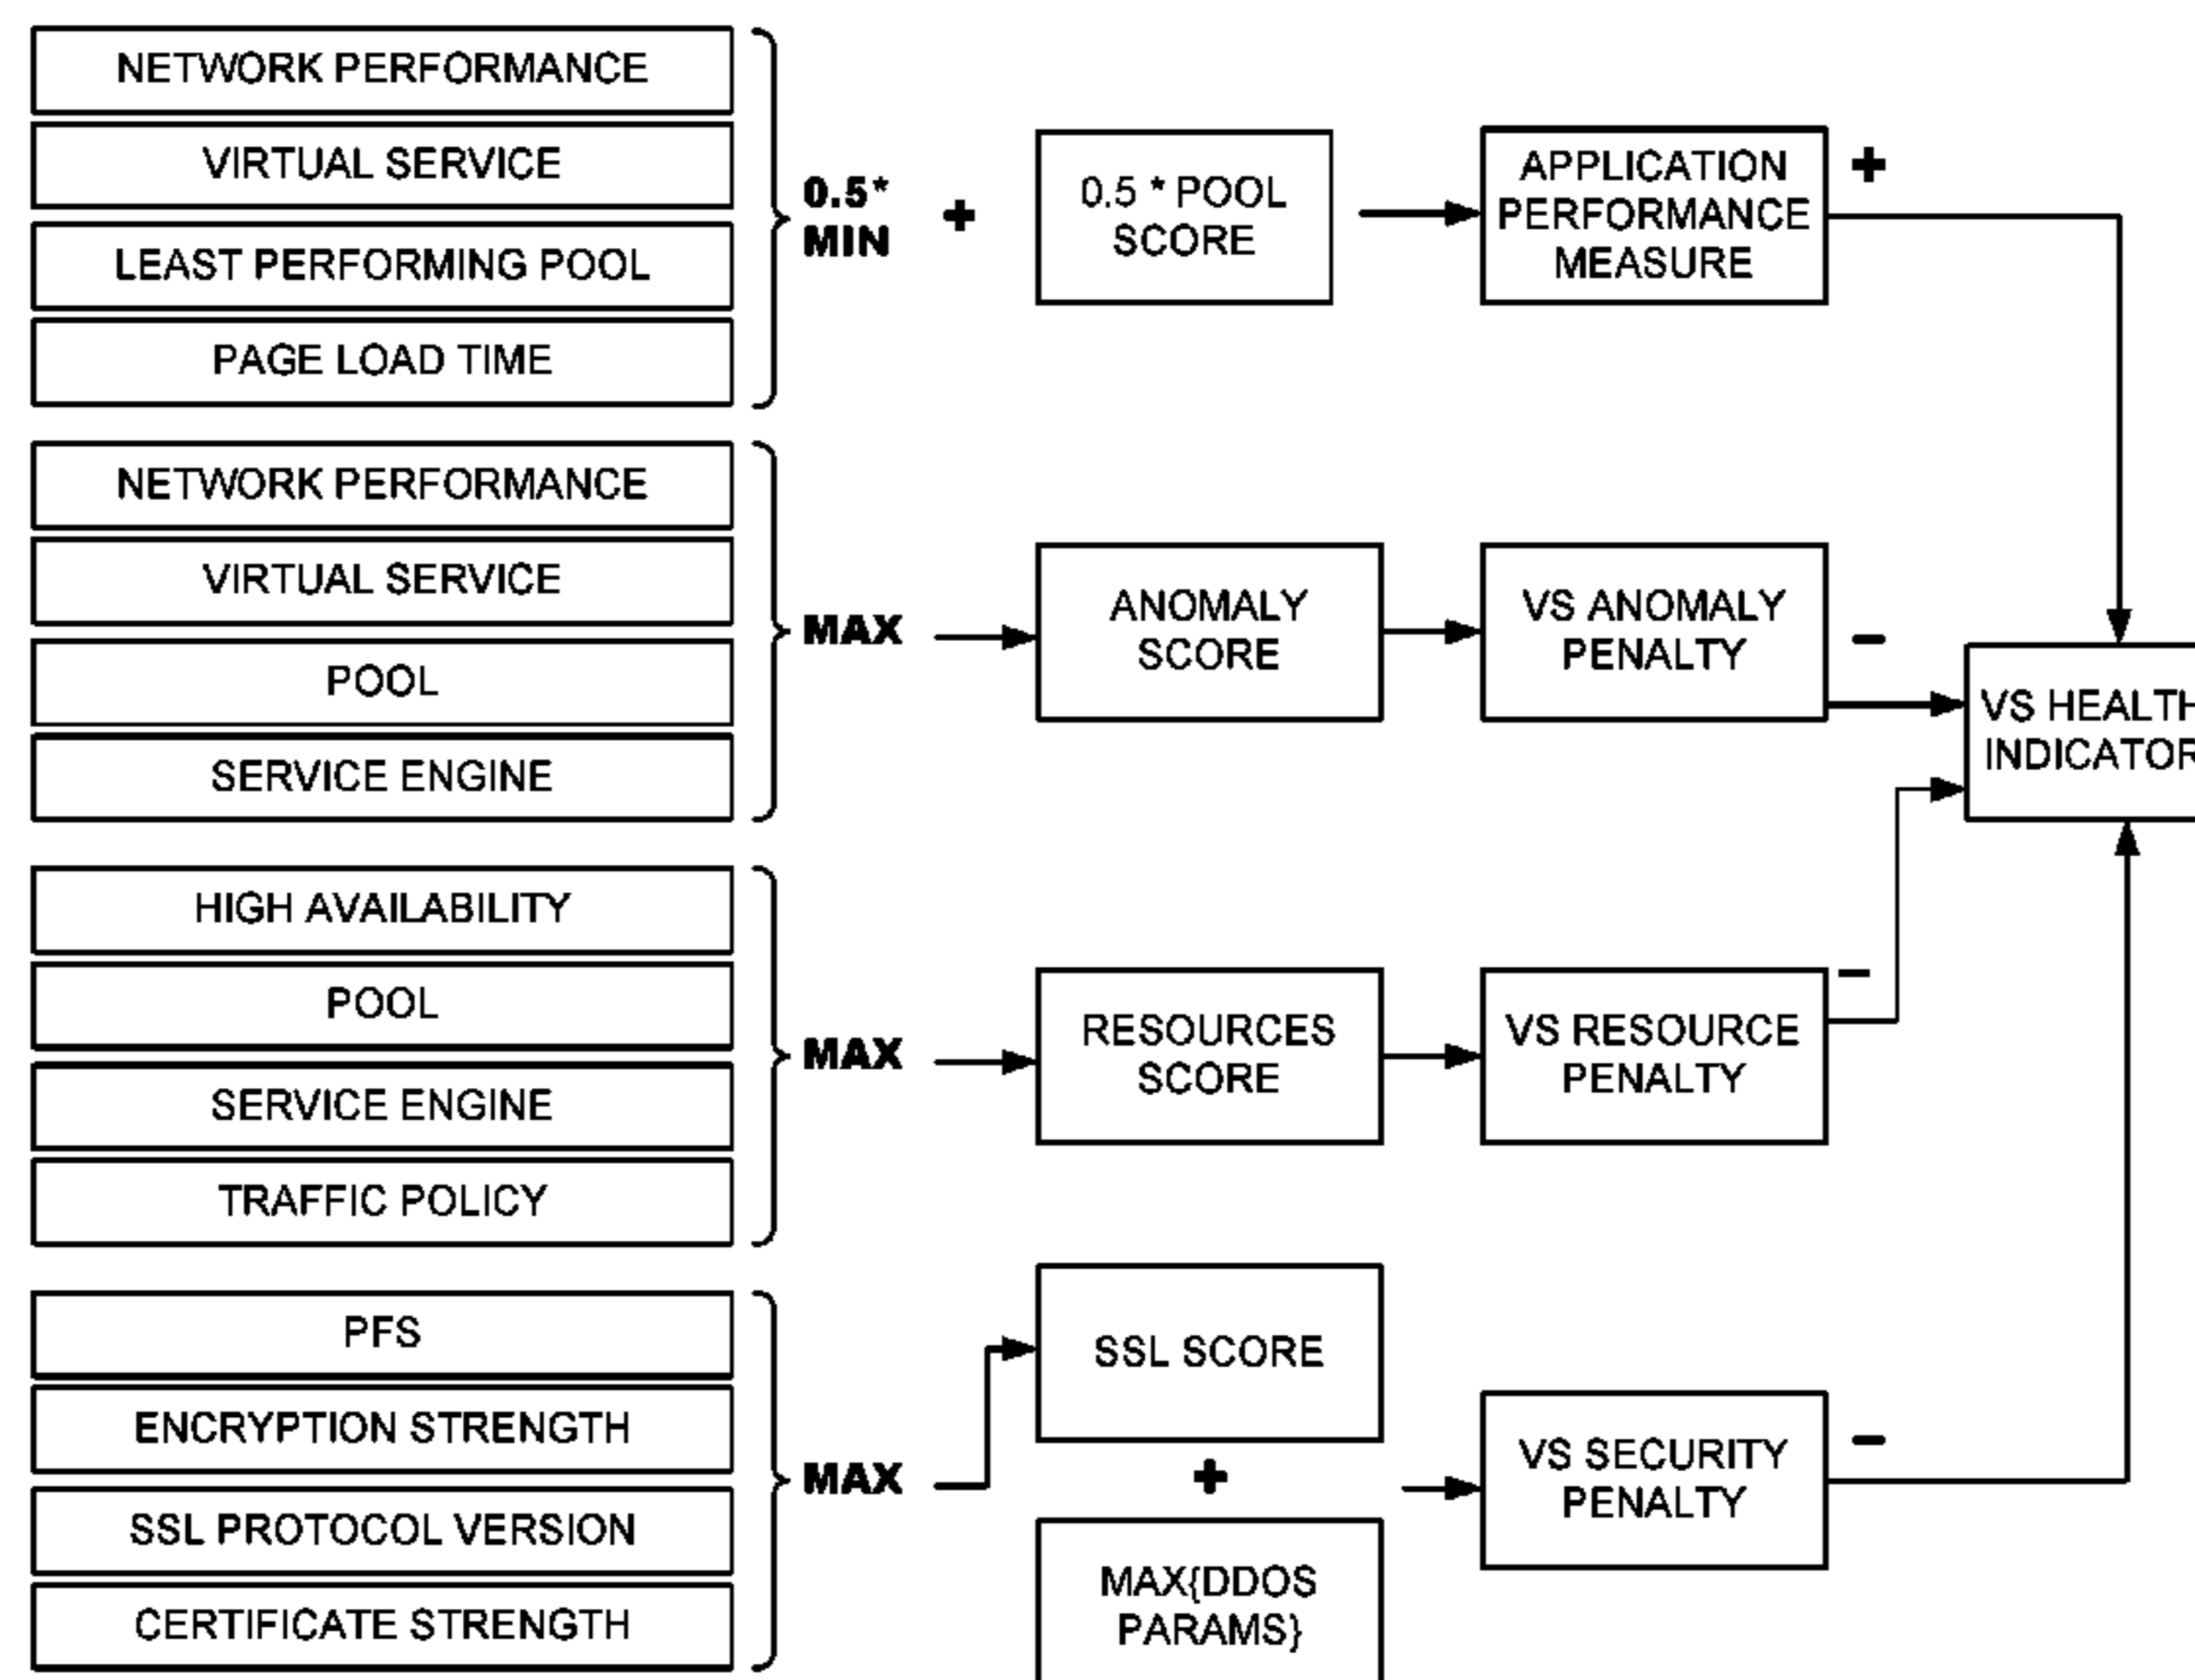 NETWORK PERFORMANCE
VIRTUAL SERVICE
LEAST PERFORMING POOL
PAGE LOAD TIME
0.5*
MIN
+
0.5 * POOL
SCORE
APPLICATION
PERFORMANCE
MEASURE
+
NETWORK PERFORMANCE
VIRTUAL SERVICE
POOL
SERVICE ENGINE
MAX
ANOMALY
SCORE
VS ANOMALY
PENALTY
−
VS HEALTH
INDICATOR
HIGH AVAILABILITY
POOL
SERVICE ENGINE
TRAFFIC POLICY
MAX
RESOURCES
SCORE
VS RESOURCE
PENALTY
−
PFS
ENCRYPTION STRENGTH
SSL PROTOCOL VERSION
CERTIFICATE STRENGTH
MAX
SSL SCORE
+
MAX{DDOS
PARAMS}
VS SECURITY
PENALTY
−